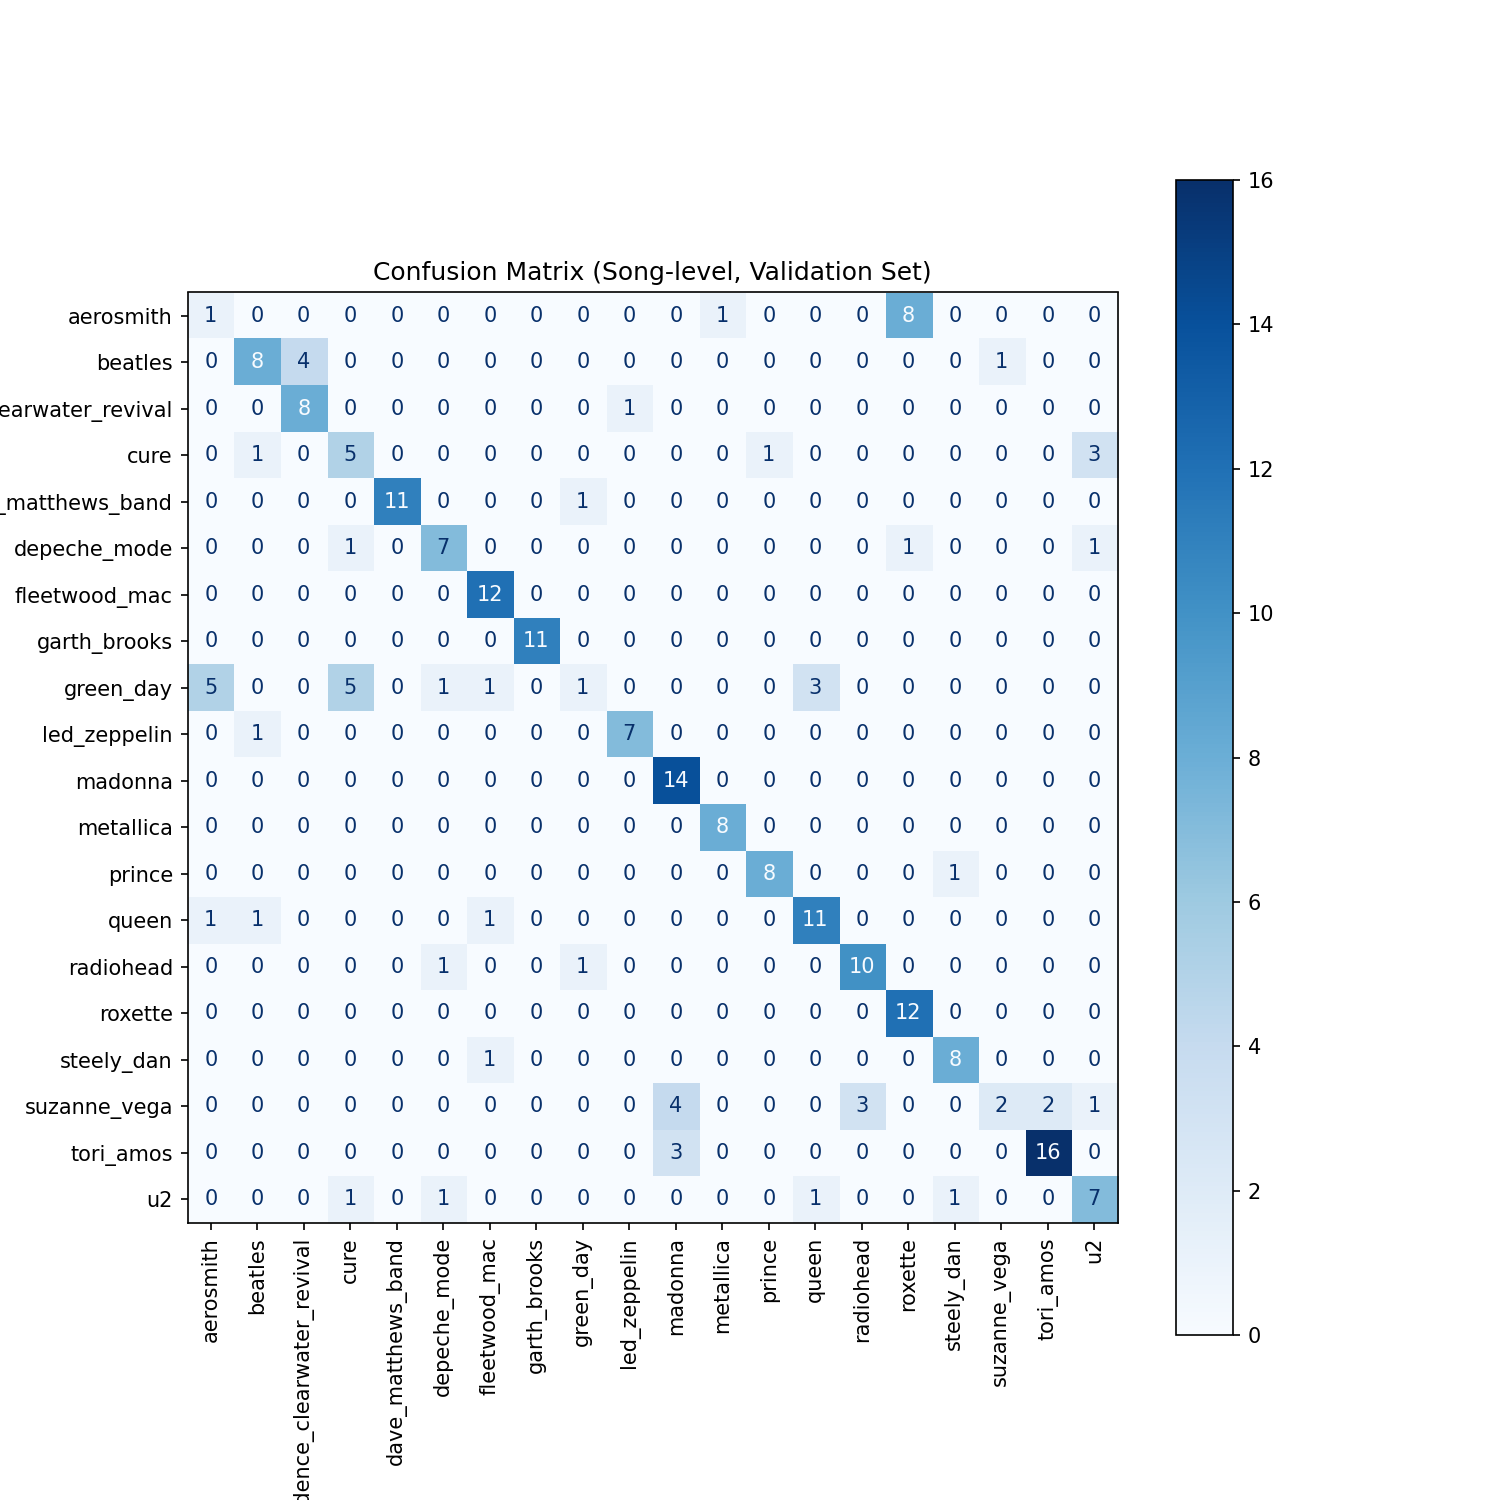 Confusion Matrix (Song-level, Validation Set)
aerosmith 1 0 0 0 0 0 0 0 0 0 0 1 0 0 0 8 0 0 0 0
beatles 0 8 4 0 0 0 0 0 0 0 0 0 0 0 0 0 0 1 0 0
earwater_revival 0 0 8 0 0 0 0 0 0 1 0 0 0 0 0 0 0 0 0 0
cure 0 1 0 5 0 0 0 0 0 0 0 0 1 0 0 0 0 0 0 3
_matthews_band 0 0 0 0 11 0 0 0 1 0 0 0 0 0 0 0 0 0 0 0
depeche_mode 0 0 0 1 0 7 0 0 0 0 0 0 0 0 0 1 0 0 0 1
fleetwood_mac 0 0 0 0 0 0 12 0 0 0 0 0 0 0 0 0 0 0 0 0
garth_brooks 0 0 0 0 0 0 0 11 0 0 0 0 0 0 0 0 0 0 0 0
green_day 5 0 0 5 0 1 1 0 1 0 0 0 0 3 0 0 0 0 0 0
led_zeppelin 0 1 0 0 0 0 0 0 0 7 0 0 0 0 0 0 0 0 0 0
madonna 0 0 0 0 0 0 0 0 0 0 14 0 0 0 0 0 0 0 0 0
metallica 0 0 0 0 0 0 0 0 0 0 0 8 0 0 0 0 0 0 0 0
prince 0 0 0 0 0 0 0 0 0 0 0 0 8 0 0 0 1 0 0 0
queen 1 1 0 0 0 0 1 0 0 0 0 0 0 11 0 0 0 0 0 0
radiohead 0 0 0 0 0 1 0 0 1 0 0 0 0 0 10 0 0 0 0 0
roxette 0 0 0 0 0 0 0 0 0 0 0 0 0 0 0 12 0 0 0 0
steely_dan 0 0 0 0 0 0 1 0 0 0 0 0 0 0 0 0 8 0 0 0
suzanne_vega 0 0 0 0 0 0 0 0 0 0 4 0 0 0 3 0 0 2 2 1
tori_amos 0 0 0 0 0 0 0 0 0 0 3 0 0 0 0 0 0 0 16 0
u2 0 0 0 1 0 1 0 0 0 0 0 0 0 1 0 0 1 0 0 7
aerosmith
beatles
dence_clearwater_revival
cure
dave_matthews_band
depeche_mode
fleetwood_mac
garth_brooks
green_day
led_zeppelin
madonna
metallica
prince
queen
radiohead
roxette
steely_dan
suzanne_vega
tori_amos
u2
16
14
12
10
8
6
4
2
0